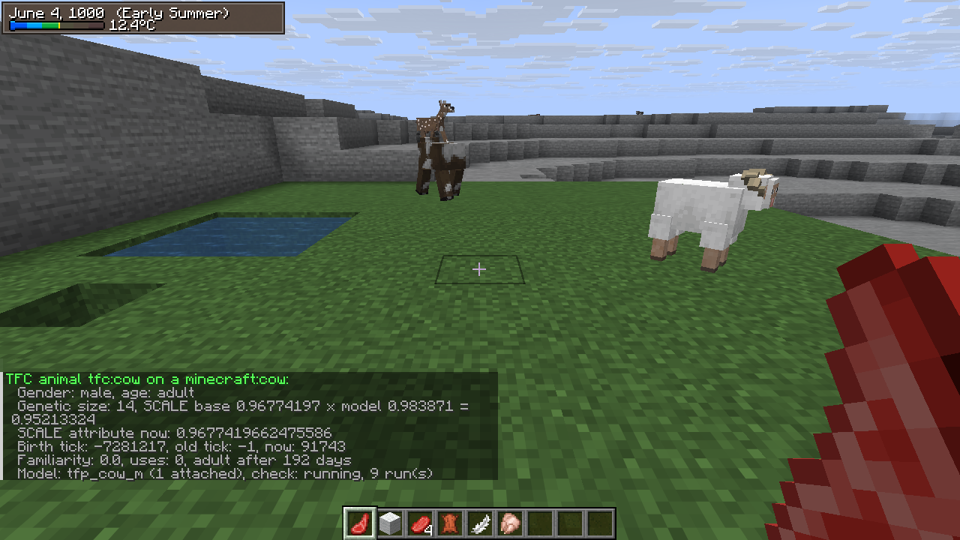 June 4, 1000 (Early Summer)
12.4°C
TFC animal tfc:cow on a minecraft:cow:
Gender: male, age: adult
Genetic size: 14, SCALE base 0.96774197 x model 0.983871 =
0.95213324
SCALE attribute now: 0.9677419662475586
Birth tick: -7281217, old tick: -1, now: 91743
Familiarity: 0.0, uses: 0, adult after 192 days
Model: tfp_cow_m (1 attached), check: running, 9 run(s)
4